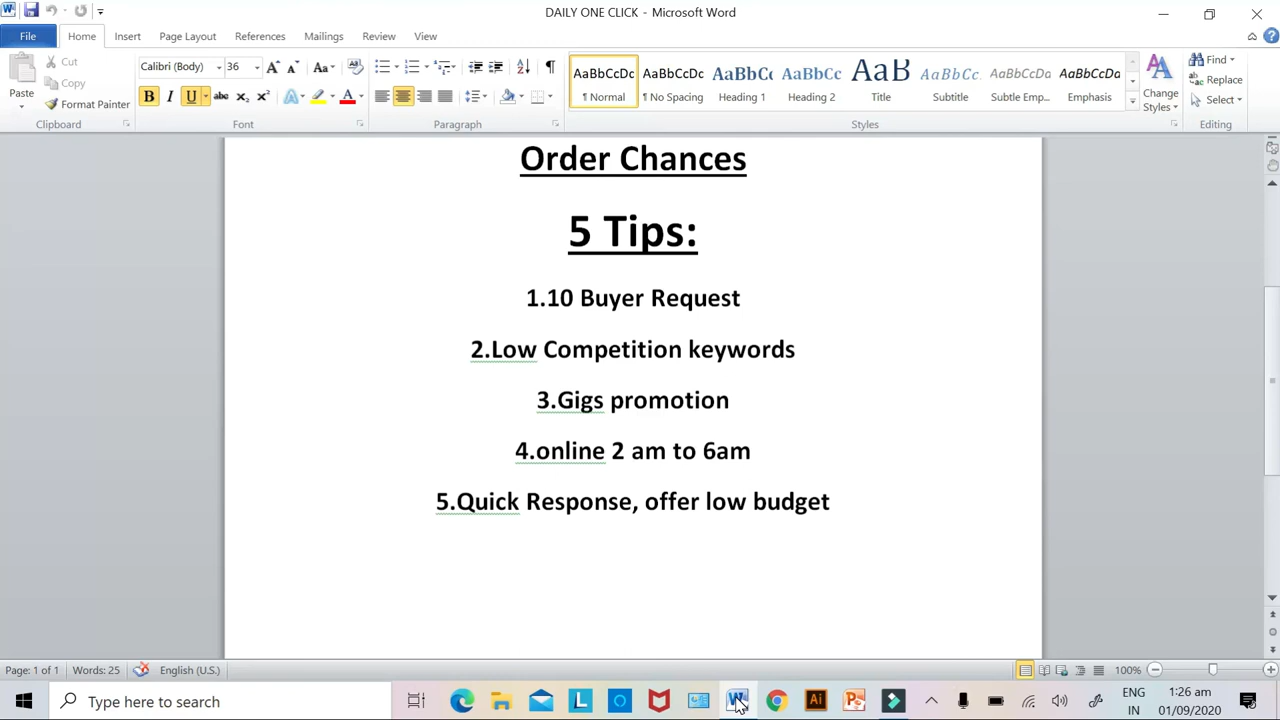 DAILY ONE CLICK - Microsoft Word
File Home Insert Page Layout References Mailings Review View
Cut
Copy
Format Painter
Paste
Clipboard
Calibri (Body) 36
Font
Paragraph
AaBbCcDc AaBbCcDc AaBbCc AaBbCc AaB AaBbCc. AaBbCcDc AaBbCcDc
¶ Normal ¶ No Spacing Heading 1 Heading 2 Title Subtitle Subtle Emp... Emphasis
Change Styles
Styles
Find
Replace
Select
Editing
Order Chances
5 Tips:
1.10 Buyer Request
2.Low Competition keywords
3.Gigs promotion
4.online 2 am to 6am
5.Quick Response, offer low budget
Page: 1 of 1 Words: 25 English (U.S.) 100%
Type here to search
ENG
IN
1:26 am
01/09/2020